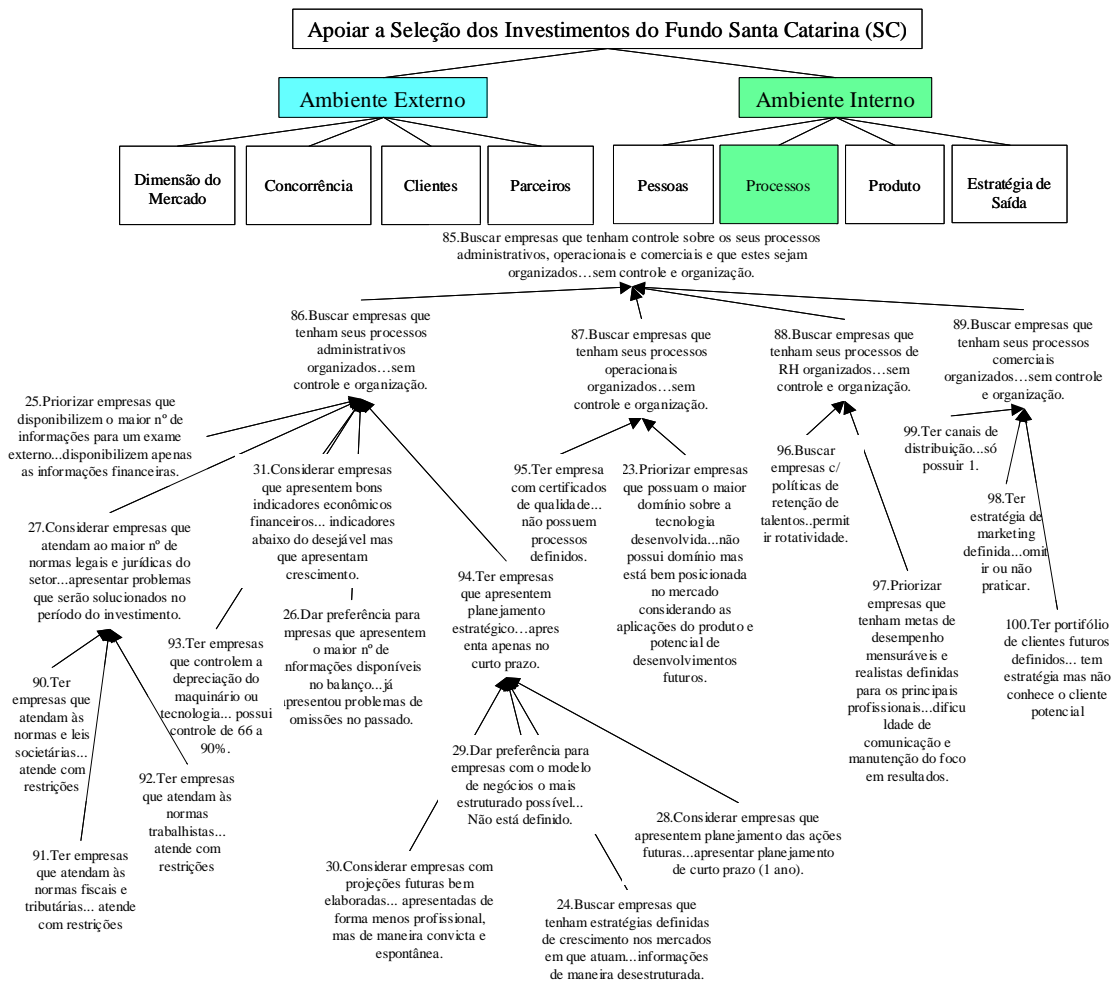 Apoiar a Seleção dos Investimentos do Fundo Santa Catarina (SC)
Ambiente Externo
Ambiente Interno
Dimensão do
Mercado
Concorrência
Clientes
Parceiros
Pessoas
Processos
Produto
Estratégia de
Saída
85.Buscar empresas que tenham controle sobre os seus processos
administrativos, operacionais e comerciais e que estes sejam
organizados…sem controle e organização.
86.Buscar empresas que
tenham seus processos
administrativos
organizados…sem
controle e organização.
87.Buscar empresas que
tenham seus processos
operacionais
organizados…sem
controle e organização.
88.Buscar empresas que
tenham seus processos de
RH organizados…sem
controle e organização.
89.Buscar empresas que
tenham seus processos
comerciais
organizados…sem controle
e organização.
25.Priorizar empresas que
disponibilizem o maior nº de
informações para um exame
externo...disponibilizem apenas
as informações financeiras.
27.Considerar empresas que
atendam ao maior nº de
normas legais e jurídicas do
setor...apresentar problemas
que serão solucionados no
período do investimento.
31.Considerar empresas
que apresentem bons
indicadores econômicos
financeiros... indicadores
abaixo do desejável mas
que apresentam
crescimento.
95.Ter empresa
com certificados
de qualidade...
não possuem
processos
definidos.
23.Priorizar empresas
que possuam o maior
domínio sobre a
tecnologia
desenvolvida...não
possui domínio mas
está bem posicionada
no mercado
considerando as
aplicações do produto e
potencial de
desenvolvimentos
futuros.
96.Buscar
empresas c/
políticas de
retenção de
talentos..permit
ir rotatividade.
99.Ter canais de
distribuição...só
possuir 1.
98.Ter
estratégia de
marketing
definida...omit
ir ou não
praticar.
94.Ter empresas
que apresentem
planejamento
estratégico…apres
enta apenas no
curto prazo.
97.Priorizar
empresas que
tenham metas de
desempenho
mensuráveis e
realistas definidas
para os principais
profissionais...dificu
ldade de
comunicação e
manutenção do foco
em resultados.
100.Ter portifólio
de clientes futuros
definidos... tem
estratégia mas não
conhece o cliente
potencial
26.Dar preferência para
mpresas que apresentem
o maior nº de
informações disponíveis
no balanço...já
apresentou problemas de
omissões no passado.
93.Ter empresas
que controlem a
depreciação do
maquinário ou
tecnologia... possui
controle de 66 a
90%.
90.Ter
empresas que
atendam às
normas e leis
societárias...
atende com
restrições
92.Ter empresas
que atendam às
normas
trabalhistas...
atende com
restrições
91.Ter empresas
que atendam às
normas fiscais e
tributárias... atende
com restrições
29.Dar preferência para
empresas com o modelo
de negócios o mais
estruturado possível...
Não está definido.
28.Considerar empresas que
apresentem planejamento das ações
futuras...apresentar planejamento
de curto prazo (1 ano).
30.Considerar empresas com
projeções futuras bem
elaboradas... apresentadas de
forma menos profissional,
mas de maneira convicta e
espontânea.
24.Buscar empresas que
tenham estratégias definidas
de crescimento nos mercados
em que atuam...informações
de maneira desestruturada.